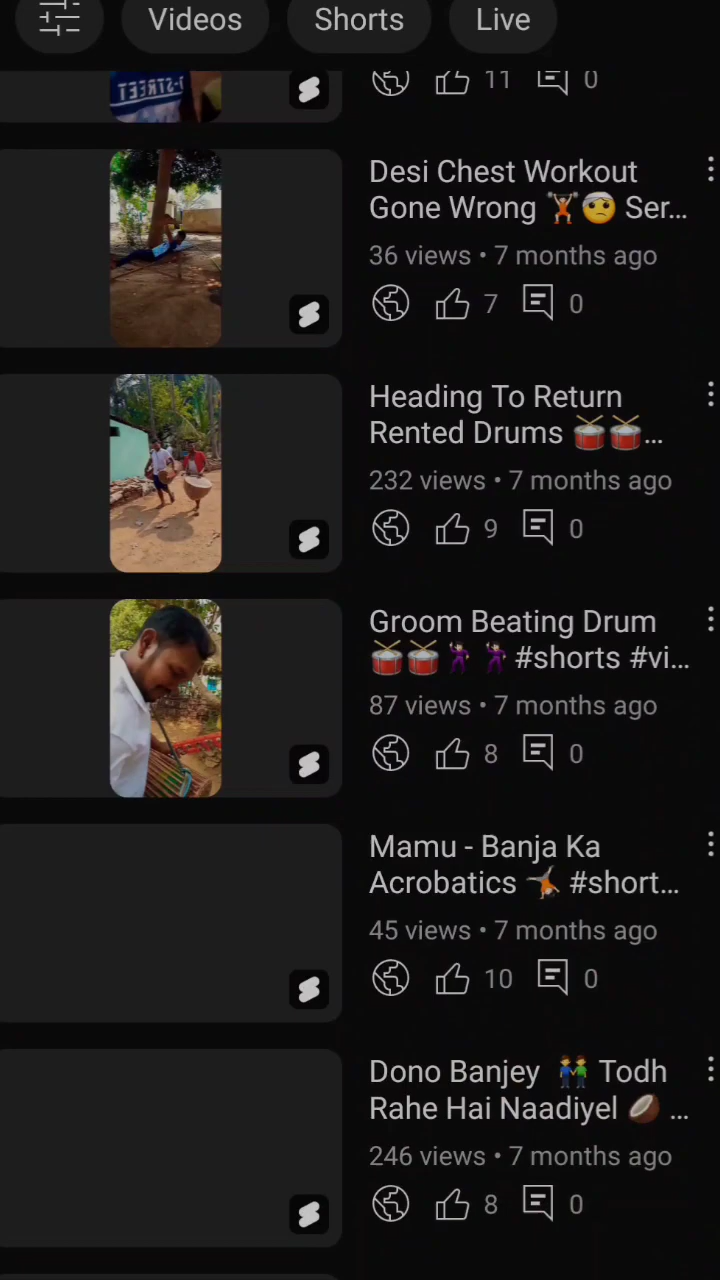 Videos Shorts Live
11 0
Desi Chest Workout
Gone Wrong 🏋️🤕 Ser...
36 views • 7 months ago
7 0
Heading To Return
Rented Drums 🥁🥁...
232 views • 7 months ago
9 0
Groom Beating Drum
🥁🥁🕺🕺#shorts #vi...
87 views • 7 months ago
8 0
Mamu - Banja Ka
Acrobatics 🤸 #short...
45 views • 7 months ago
10 0
Dono Banjey 👬 Todh
Rahe Hai Naadiyel 🥥 ...
246 views • 7 months ago
8 0